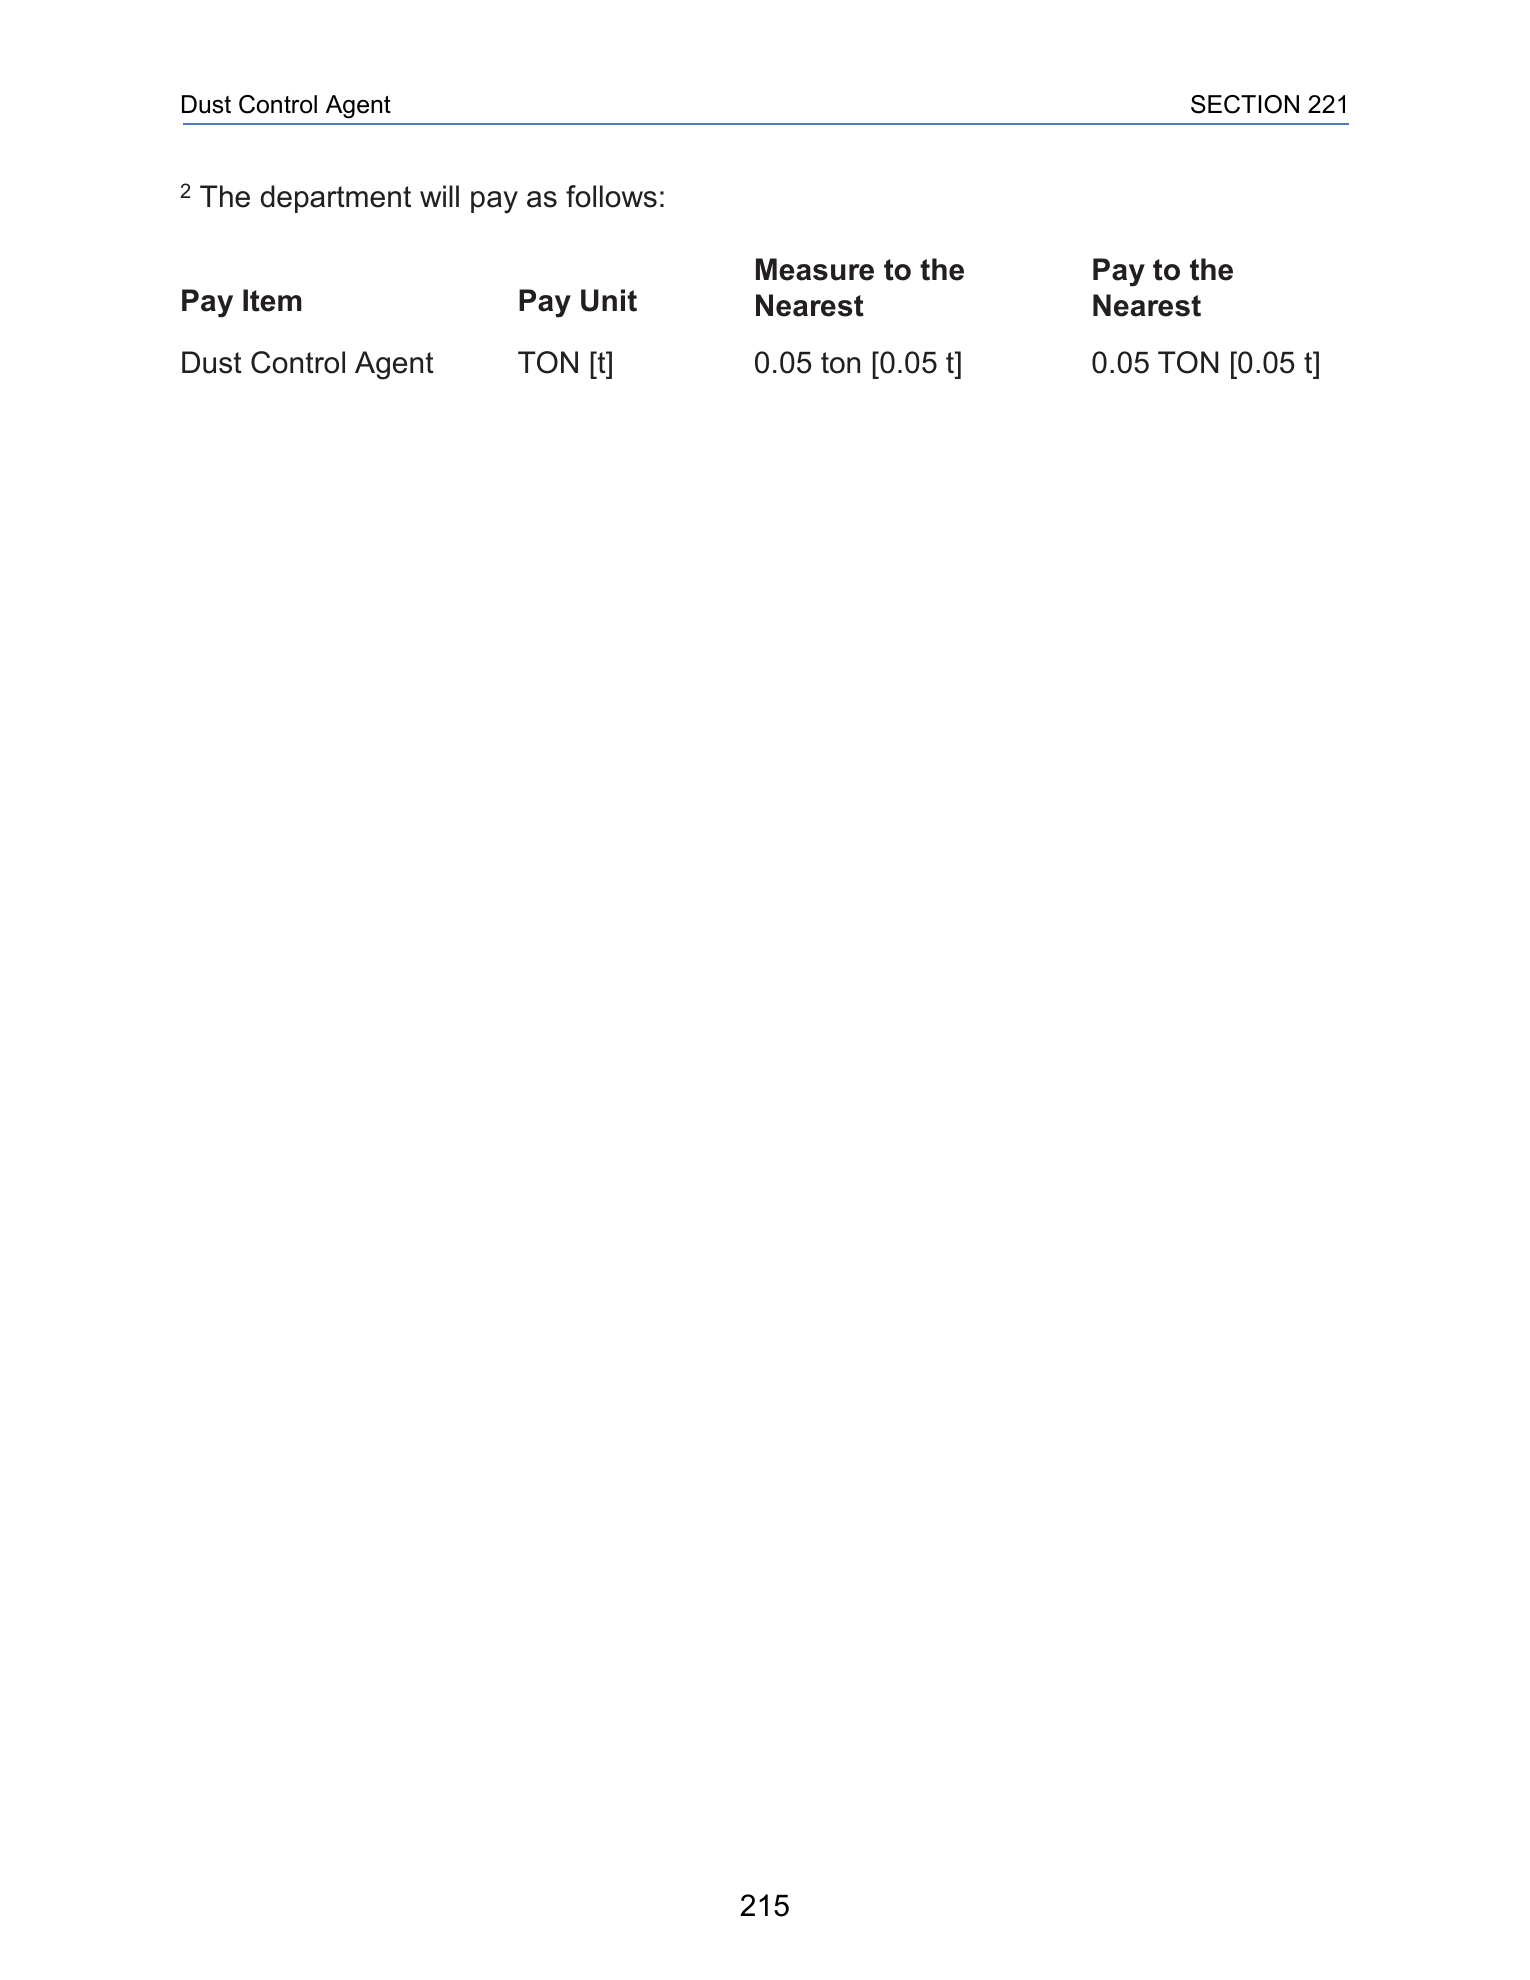 Dust Control Agent SECTION 221
2 The department will pay as follows:
Pay Item Pay Unit Measure to the Nearest Pay to the Nearest
Dust Control Agent TON [t] 0.05 ton [0.05 t] 0.05 TON [0.05 t]
215